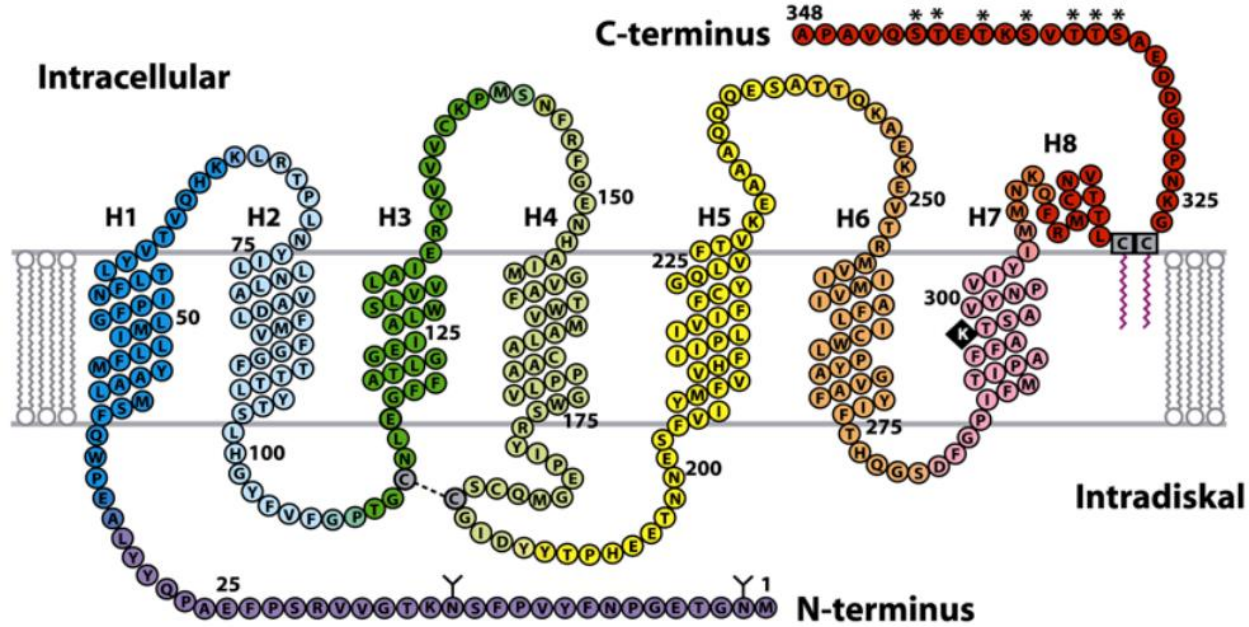 348
A P A V Q S T E T K S V T T S A E D D G L P N K G
* * * * * * *
C-terminus
Intracellular
H1
H2
H3
H4
H5
H6
H7
H8
L Y V T V Q H K K L R T P L N
N F L T
G F P I
50
I M L
M F L L
L A A Y
F S M
Q W P E A L Y Y Q P
75
L I Y N
A L N L
L D A V
V M F
F G G F
L T T T
S T Y
L H G Y F V F G P T G C N L E G
100
L A I E R Y V V V C K P M S N F R F G E N H
S L V V
A L W
125
G E I
A T L G
G F F
150
M I A
F A V G
V W T
A L A M
A A C
V L P P
S W G
175
R Y I P E G M Q C S C G I D Y Y T P H E E T N N E S F
200
F T V K E A A A Q Q Q E S A T T Q K A E K E V T R
225
G Q L V
F C Y
I V I F
I I P L
V H F
Y M F V
F V I
250
I V M
I V M I
L F A
L W C I
A Y P
F A V G
F I Y
275
T H Q G S D F G P
V I Y I M M N K Q F R M C N V T T L C C
300
V Y N P
K T S A
F F A
T I P A
I F M
325
Intradiskal
25
1
P A E F P S R V V G T K N S F P V Y F N P G E T G N M
N-terminus